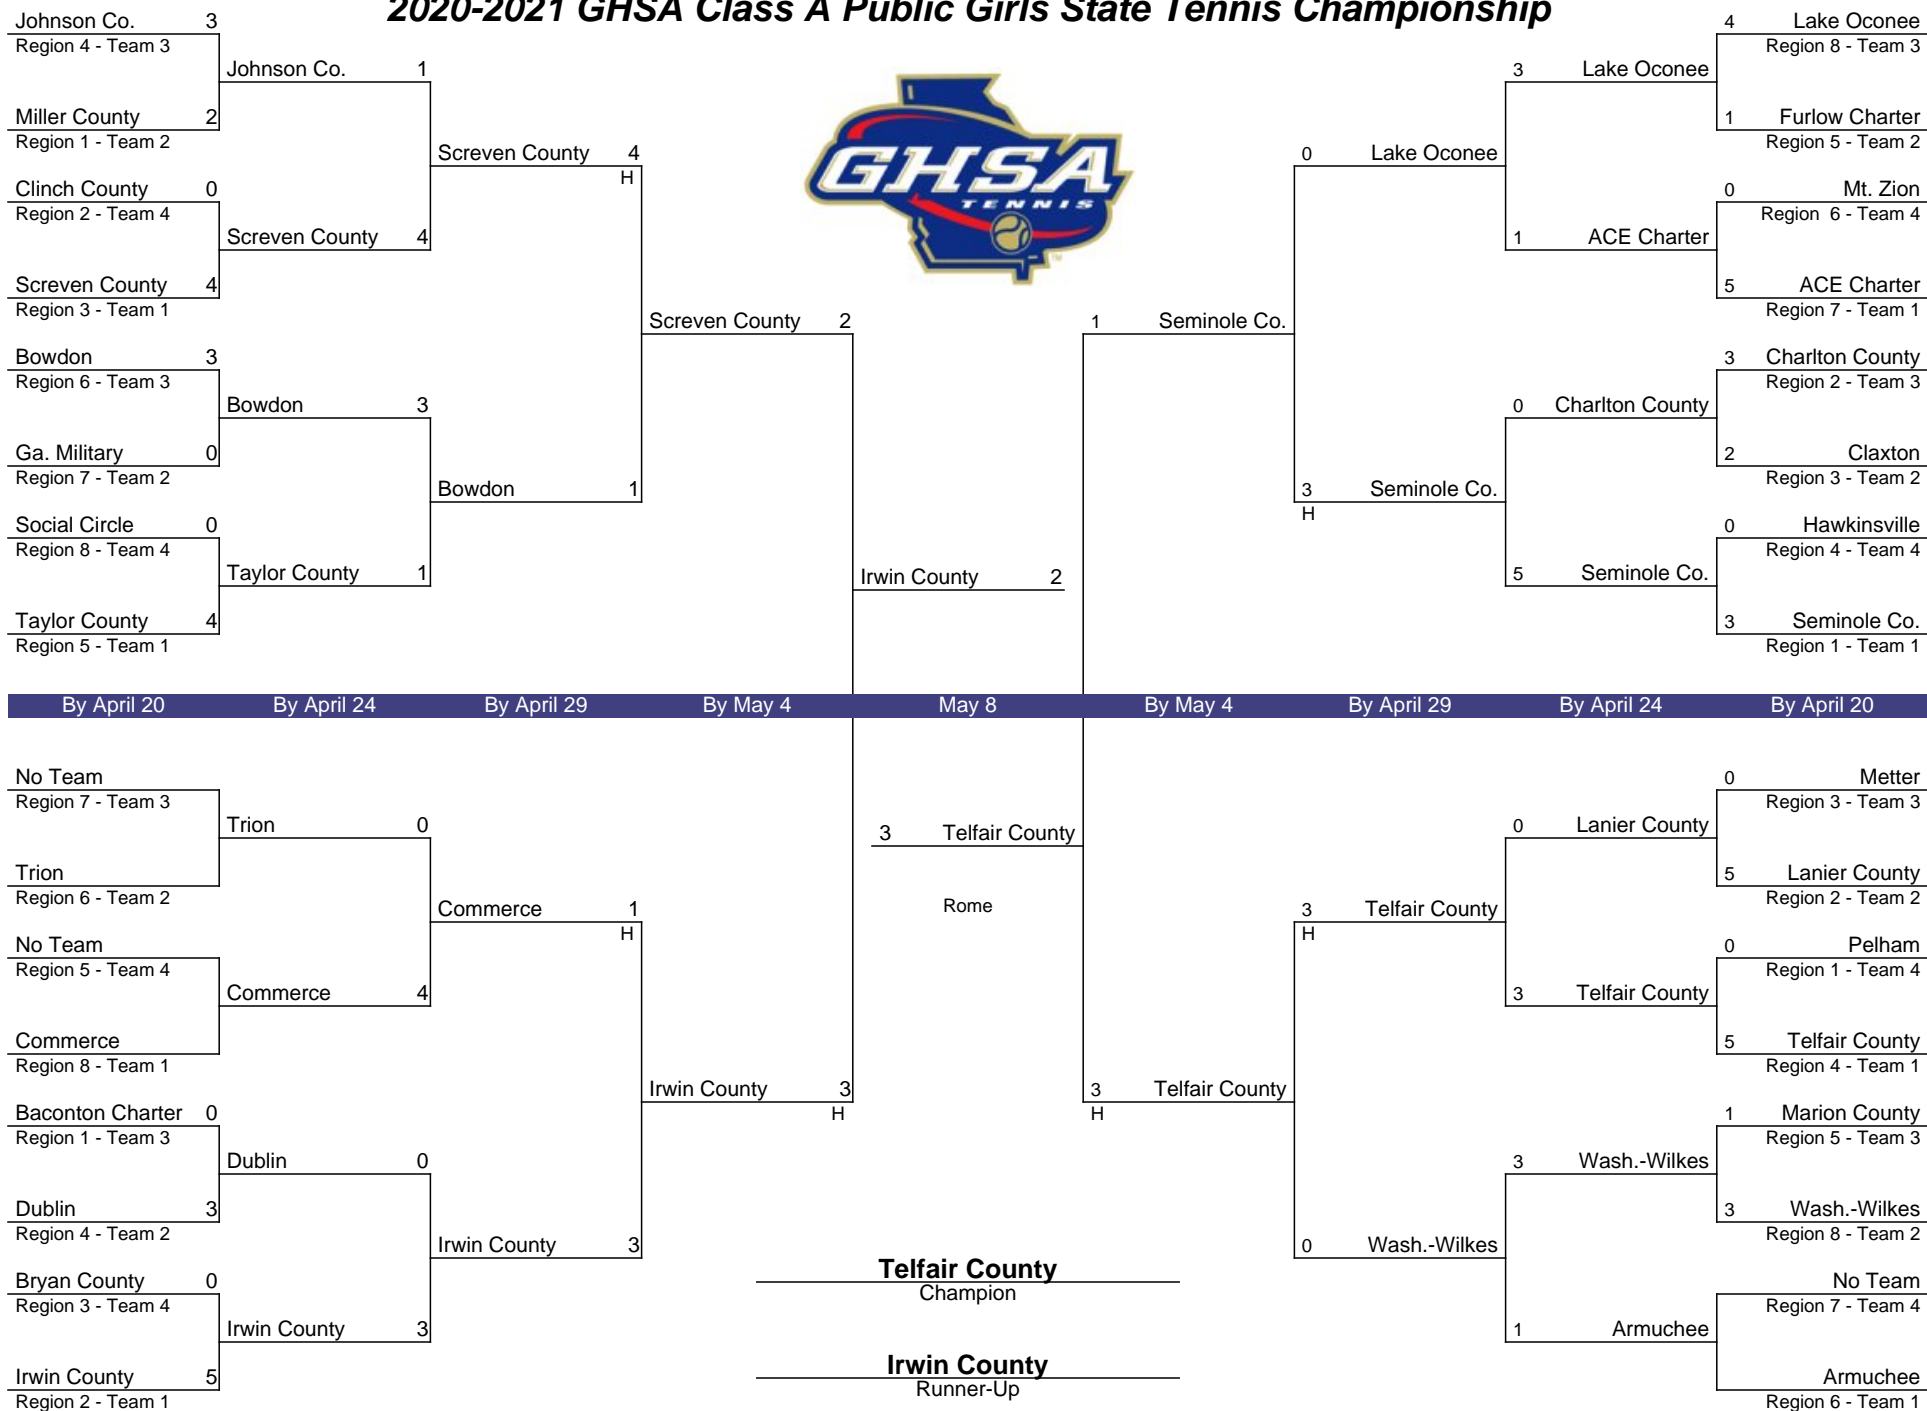 2020-2021 GHSA Class A Public Girls State Tennis Championship
Johnson Co. 3
Region 4 - Team 3
Miller County 2
Region 1 - Team 2
Clinch County 0
Region 2 - Team 4
Screven County 4
Region 3 - Team 1
Bowdon 3
Region 6 - Team 3
Ga. Military 0
Region 7 - Team 2
Social Circle 0
Region 8 - Team 4
Taylor County 4
Region 5 - Team 1
Johnson Co. 1
Screven County 4
Bowdon 3
Taylor County 1
Screven County 4
H
Bowdon 1
Screven County 2
Irwin County 2
GHSA
TENNIS
TM
1 Seminole Co.
0 Lake Oconee
3 Seminole Co.
H
3 Lake Oconee
1 ACE Charter
0 Charlton County
5 Seminole Co.
4 Lake Oconee
Region 8 - Team 3
1 Furlow Charter
Region 5 - Team 2
0 Mt. Zion
Region 6 - Team 4
5 ACE Charter
Region 7 - Team 1
3 Charlton County
Region 2 - Team 3
2 Claxton
Region 3 - Team 2
0 Hawkinsville
Region 4 - Team 4
3 Seminole Co.
Region 1 - Team 1
By April 20 By April 24 By April 29 By May 4 May 8 By May 4 By April 29 By April 24 By April 20
No Team
Region 7 - Team 3
Trion
Region 6 - Team 2
No Team
Region 5 - Team 4
Commerce
Region 8 - Team 1
Baconton Charter 0
Region 1 - Team 3
Dublin 3
Region 4 - Team 2
Bryan County 0
Region 3 - Team 4
Irwin County 5
Region 2 - Team 1
Trion 0
Commerce 4
Dublin 0
Irwin County 3
Commerce 1
H
Irwin County 3
Irwin County 3
H
3 Telfair County
Rome
3 Telfair County
H
3 Telfair County
H
0 Wash.-Wilkes
0 Lanier County
3 Telfair County
3 Wash.-Wilkes
1 Armuchee
0 Metter
Region 3 - Team 3
5 Lanier County
Region 2 - Team 2
0 Pelham
Region 1 - Team 4
5 Telfair County
Region 4 - Team 1
1 Marion County
Region 5 - Team 3
3 Wash.-Wilkes
Region 8 - Team 2
No Team
Region 7 - Team 4
Armuchee
Region 6 - Team 1
Telfair County
Champion
Irwin County
Runner-Up